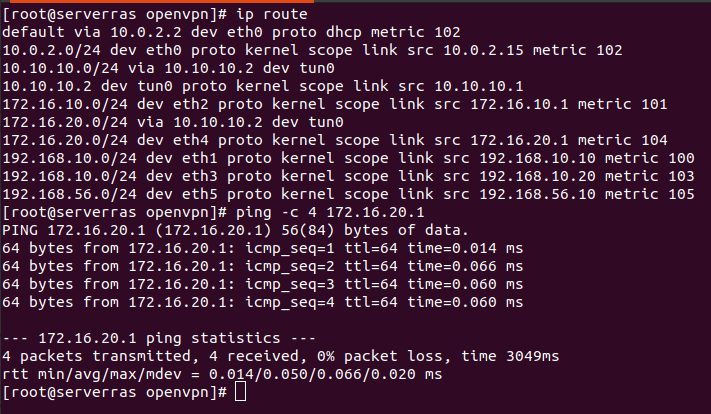 [root@serverras openvpn]# ip route
default via 10.0.2.2 dev eth0 proto dhcp metric 102
10.0.2.0/24 dev eth0 proto kernel scope link src 10.0.2.15 metric 102
10.10.10.0/24 via 10.10.10.2 dev tun0
10.10.10.2 dev tun0 proto kernel scope link src 10.10.10.1
172.16.10.0/24 dev eth2 proto kernel scope link src 172.16.10.1 metric 101
172.16.20.0/24 via 10.10.10.2 dev tun0
172.16.20.0/24 dev eth4 proto kernel scope link src 172.16.20.1 metric 104
192.168.10.0/24 dev eth1 proto kernel scope link src 192.168.10.10 metric 100
192.168.10.0/24 dev eth3 proto kernel scope link src 192.168.10.20 metric 103
192.168.56.0/24 dev eth5 proto kernel scope link src 192.168.56.10 metric 105
[root@serverras openvpn]# ping -c 4 172.16.20.1
PING 172.16.20.1 (172.16.20.1) 56(84) bytes of data.
64 bytes from 172.16.20.1: icmp_seq=1 ttl=64 time=0.014 ms
64 bytes from 172.16.20.1: icmp_seq=2 ttl=64 time=0.066 ms
64 bytes from 172.16.20.1: icmp_seq=3 ttl=64 time=0.060 ms
64 bytes from 172.16.20.1: icmp_seq=4 ttl=64 time=0.060 ms
--- 172.16.20.1 ping statistics ---
4 packets transmitted, 4 received, 0% packet loss, time 3049ms
rtt min/avg/max/mdev = 0.014/0.050/0.066/0.020 ms
[root@serverras openvpn]#